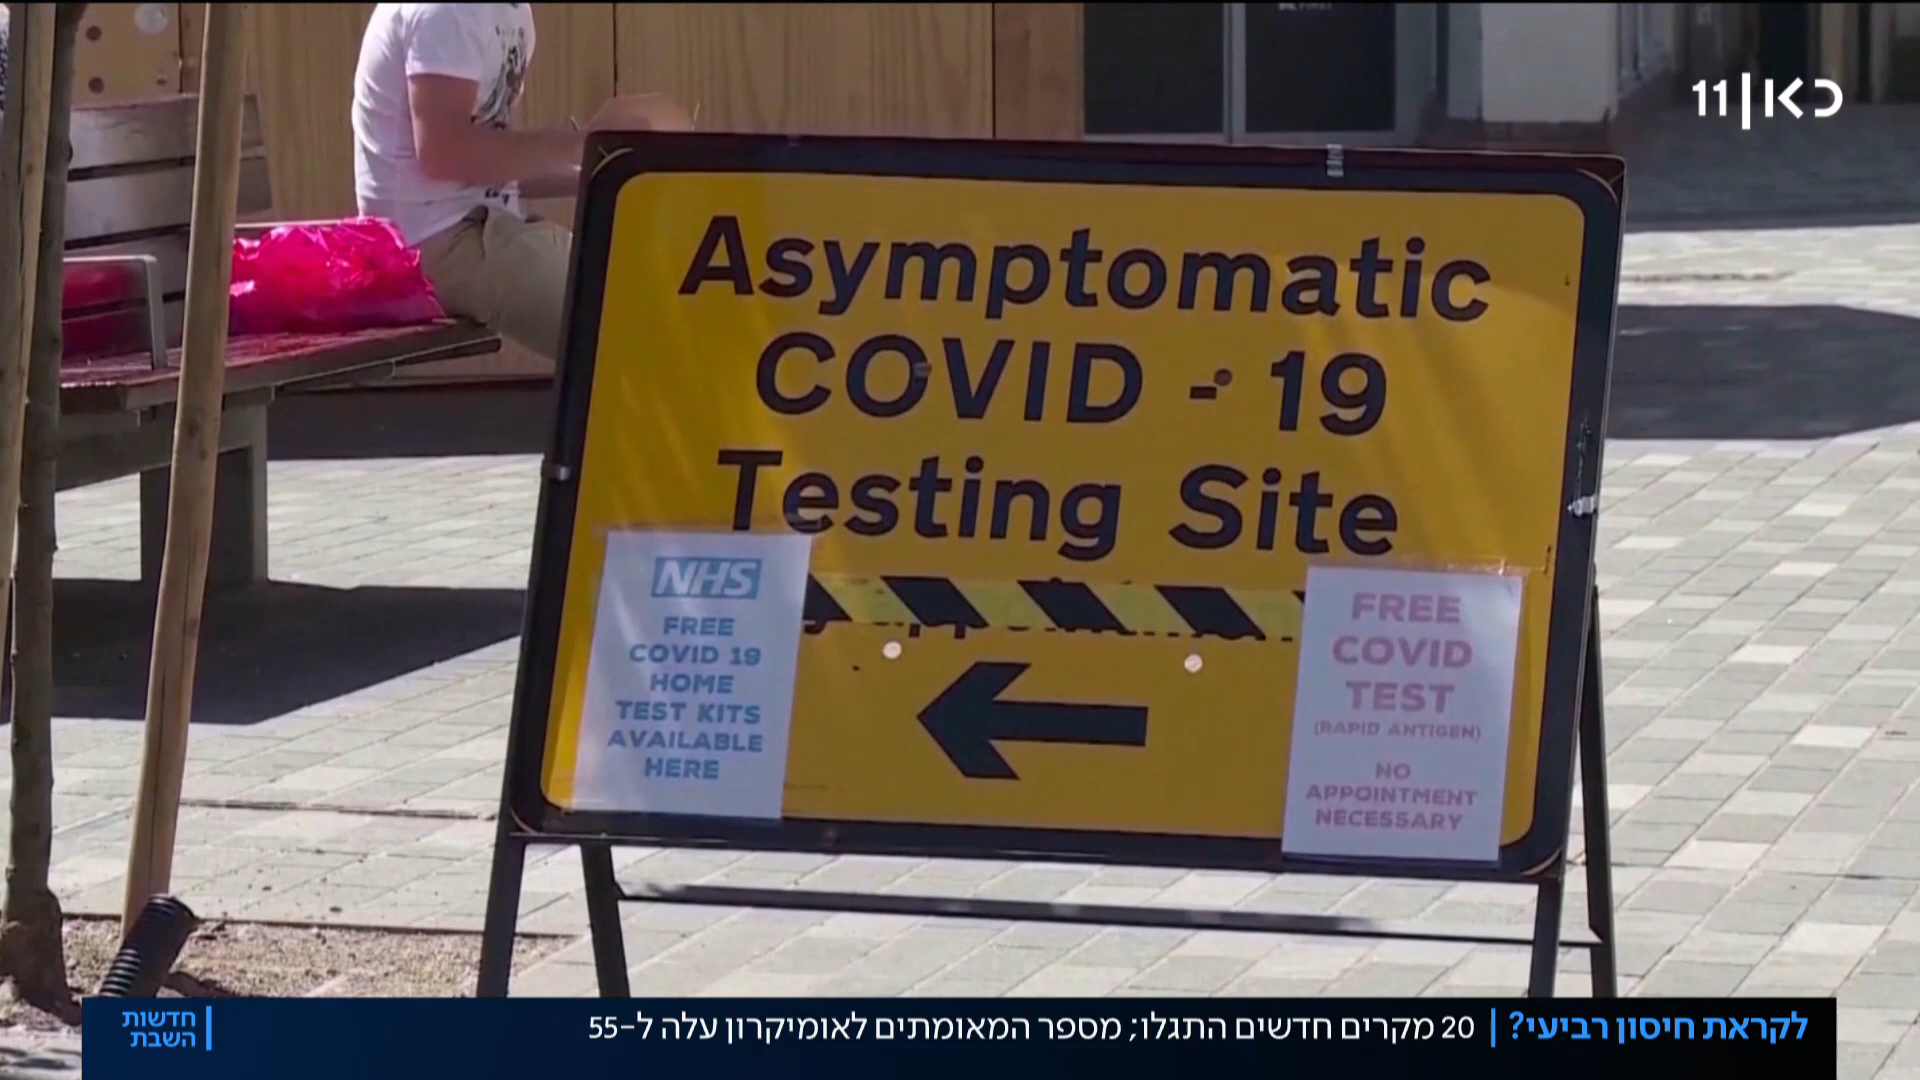 כאן|11
Asymptomatic
COVID - 19
Testing Site
NHS
FREE
COVID 19
HOME
TEST KITS
AVAILABLE
HERE
FREE
COVID
TEST
(RAPID ANTIGEN)
NO
APPOINTMENT
NECESSARY
לקראת חיסון רביעי? | 20 מקרים חדשים התגלו; מספר המאומתים לאומיקרון עלה ל-55
חדשות
השבת